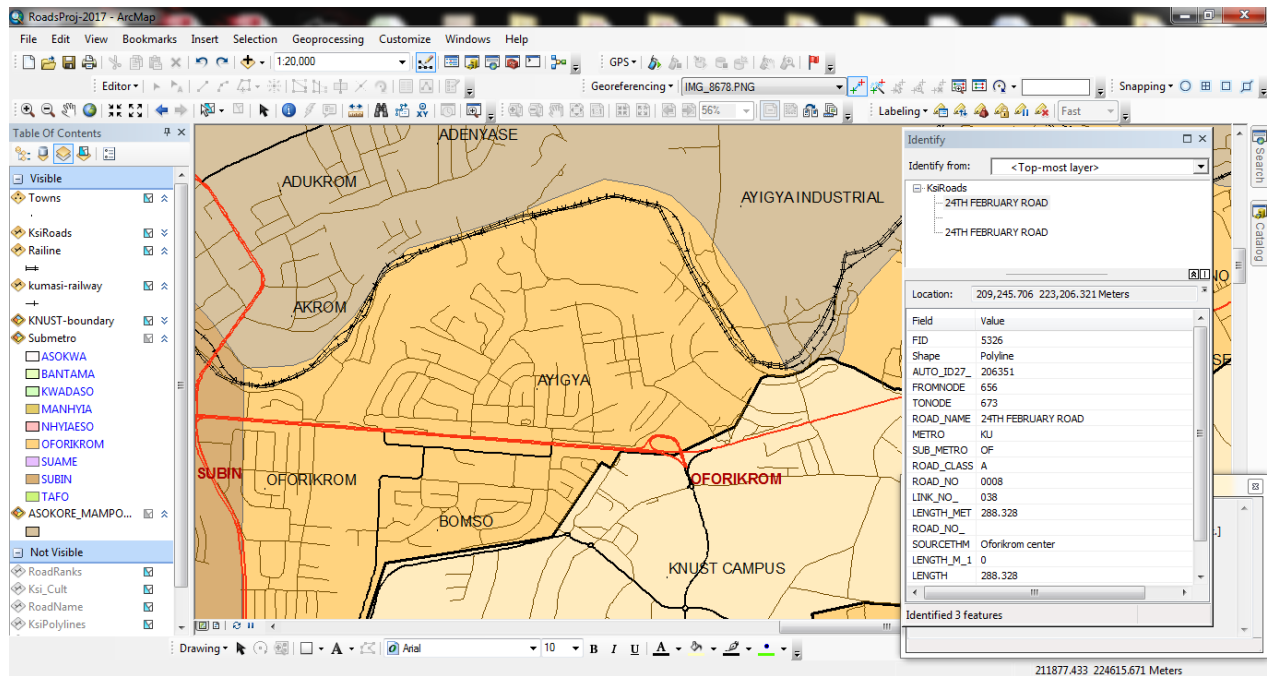 RoadsProj-2017 - ArcMap
File Edit View Bookmarks Insert Selection Geoprocessing Customize Windows Help
1:20,000 GPS
Editor Georeferencing IMG_8678.PNG Snapping
56% Labeling Fast
Table Of Contents
Visible
Towns
KsiRoads
Railine
kumasi-railway
KNUST-boundary
Submetro
ASOKWA
BANTAMA
KWADASO
MANHYIA
NHYIAESO
OFORIKROM
SUAME
SUBIN
TAFO
ASOKORE_MAMPO...
Not Visible
RoadRanks
Ksi_Cult
RoadName
KsiPolylines
ADENYASE
ADUKROM
AYIGYA INDUSTRIAL
AKROM
AYIGYA
SUBIN
OFORIKROM
OFORIKROM
BOMSO
KNUST CAMPUS
NO
SE
Identify
Identify from: <Top-most layer>
KsiRoads
24TH FEBRUARY ROAD
24TH FEBRUARY ROAD
Location: 209,245.706 223,206.321 Meters
Field Value
FID 5326
Shape Polyline
AUTO_ID27_ 206351
FROMNODE 656
TONODE 673
ROAD_NAME 24TH FEBRUARY ROAD
METRO KU
SUB_METRO OF
ROAD_CLASS A
ROAD_NO 0008
LINK_NO_ 038
LENGTH_MET 288.328
ROAD_NO_
SOURCETHM Oforikrom center
LENGTH_M_1 0
LENGTH 288.328
Identified 3 features
Search
Catalog
.]
Drawing A Arial 10 B I U A
211877.433 224615.671 Meters